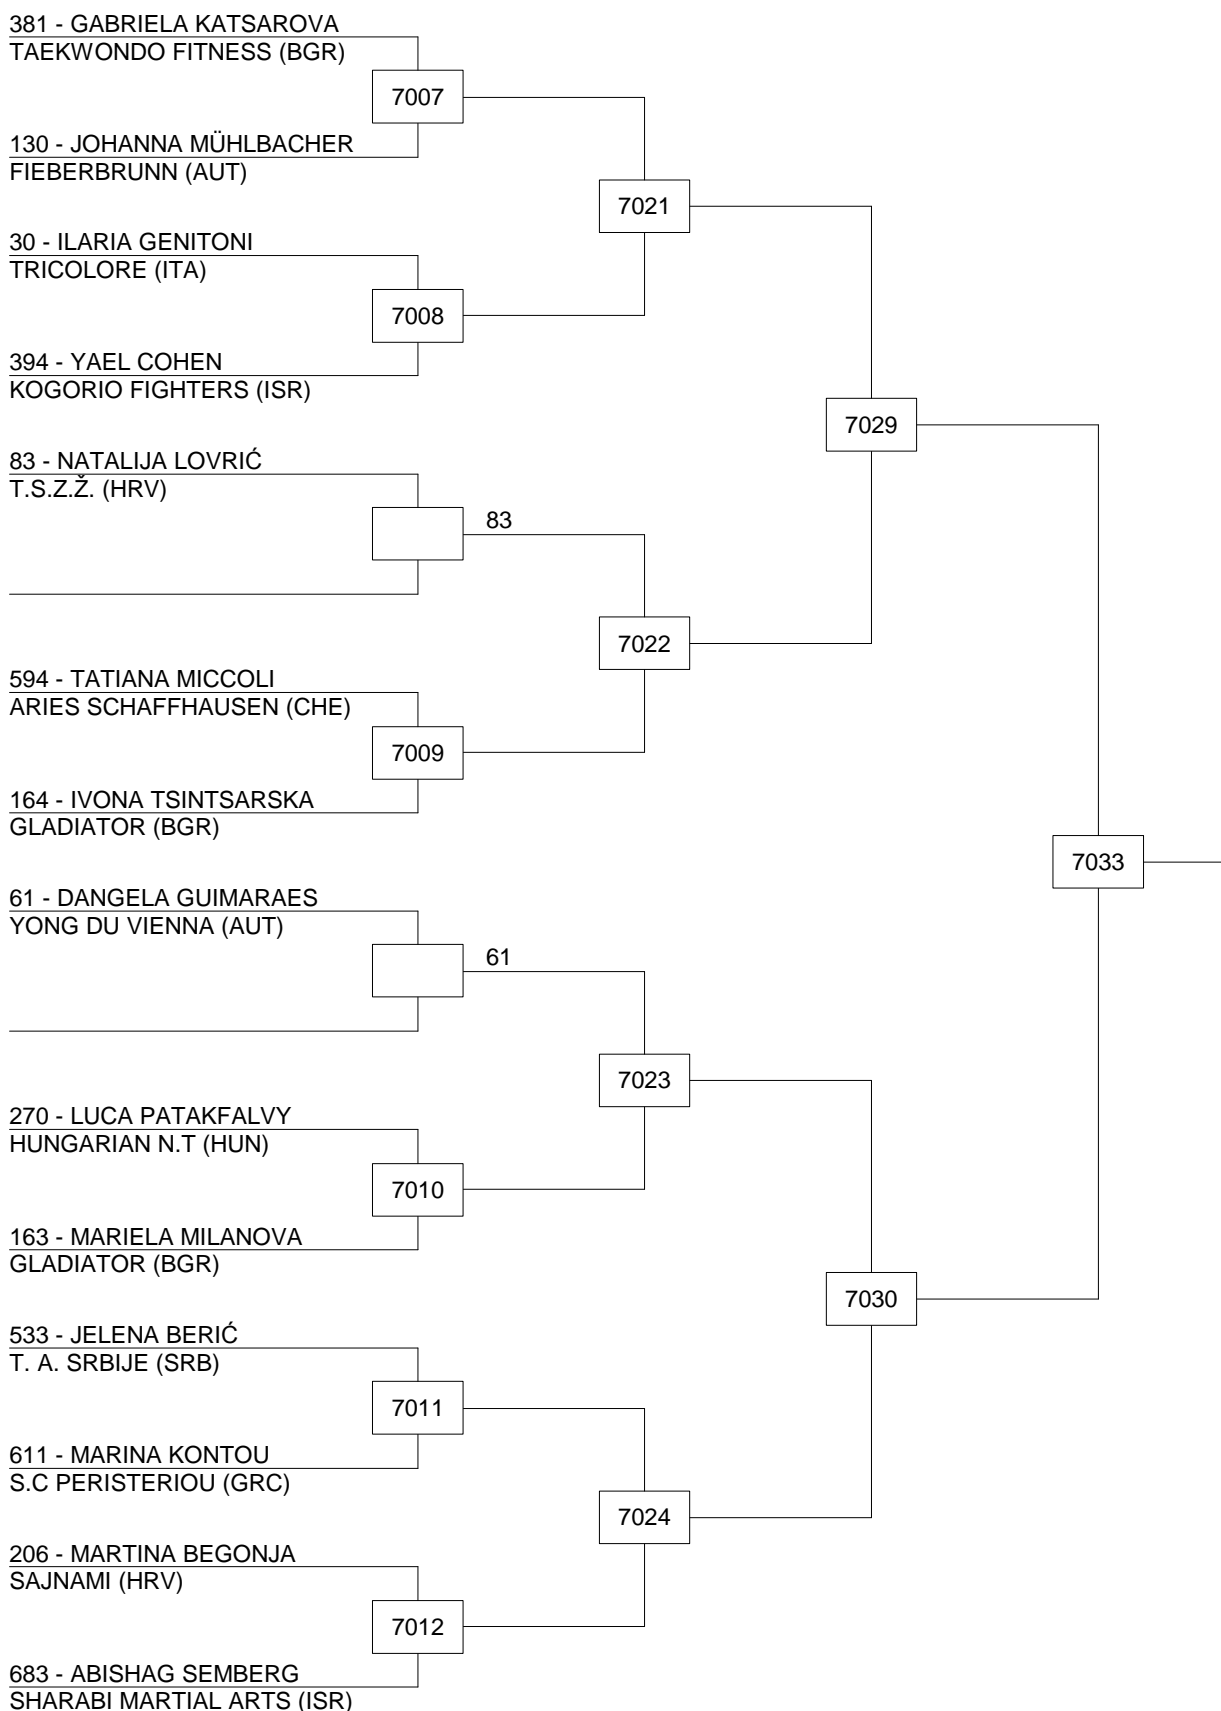 381 - GABRIELA KATSAROVA
TAEKWONDO FITNESS (BGR)
7007
130 - JOHANNA MÜHLBACHER
FIEBERBRUNN (AUT)
7021
30 - ILARIA GENITONI
TRICOLORE (ITA)
7008
394 - YAEL COHEN
KOGORIO FIGHTERS (ISR)
7029
83 - NATALIJA LOVRIĆ
T.S.Z.Ž. (HRV)
83
7022
594 - TATIANA MICCOLI
ARIES SCHAFFHAUSEN (CHE)
7009
164 - IVONA TSINTSARSKA
GLADIATOR (BGR)
7033
61 - DANGELA GUIMARAES
YONG DU VIENNA (AUT)
61
7023
270 - LUCA PATAKFALVY
HUNGARIAN N.T (HUN)
7010
163 - MARIELA MILANOVA
GLADIATOR (BGR)
7030
533 - JELENA BERIĆ
T. A. SRBIJE (SRB)
7011
611 - MARINA KONTOU
S.C PERISTERIOU (GRC)
7024
206 - MARTINA BEGONJA
SAJNAMI (HRV)
7012
683 - ABISHAG SEMBERG
SHARABI MARTIAL ARTS (ISR)